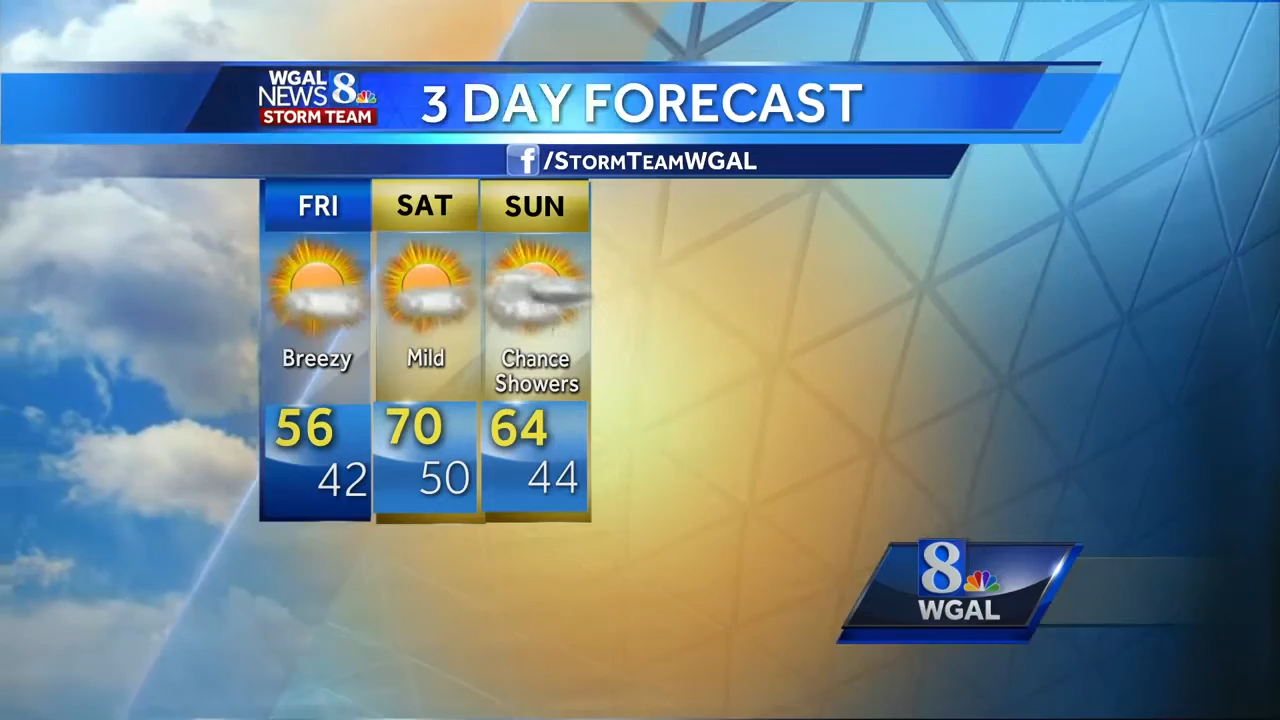 WGAL
NEWS 8
STORM TEAM
3 DAY FORECAST
f /STORMTEAMWGAL
FRI SAT SUN
Breezy Mild Chance
Showers
56 70 64
42 50 44
8
WGAL